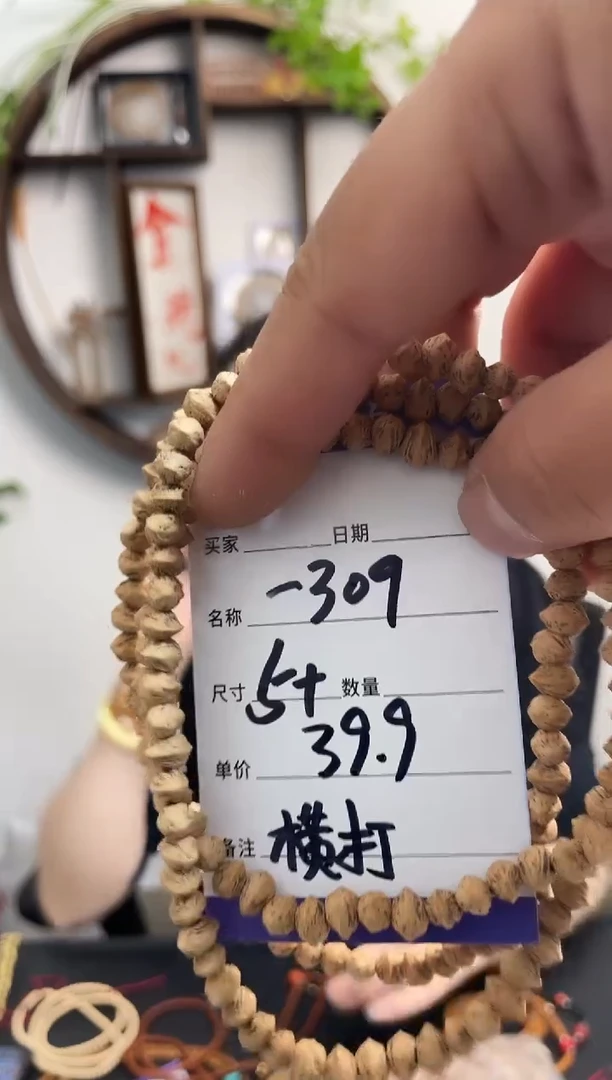 买家 日期
名称 -309
尺寸 5+ 数量
单价 39.9
备注 横打